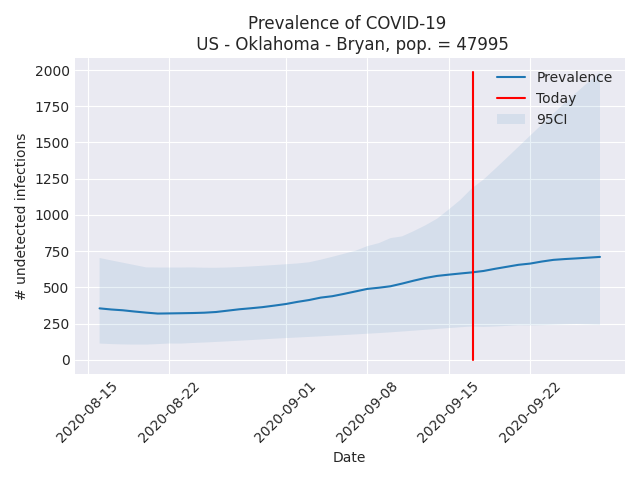 Prevalence of COVID-19
US - Oklahoma - Bryan, pop. = 47995
2000
1750
1500
1250
1000
750
500
250
0
# undetected infections
Prevalence
Today
95CI
2020-08-15
2020-08-22
2020-09-01
2020-09-08
2020-09-15
2020-09-22
Date